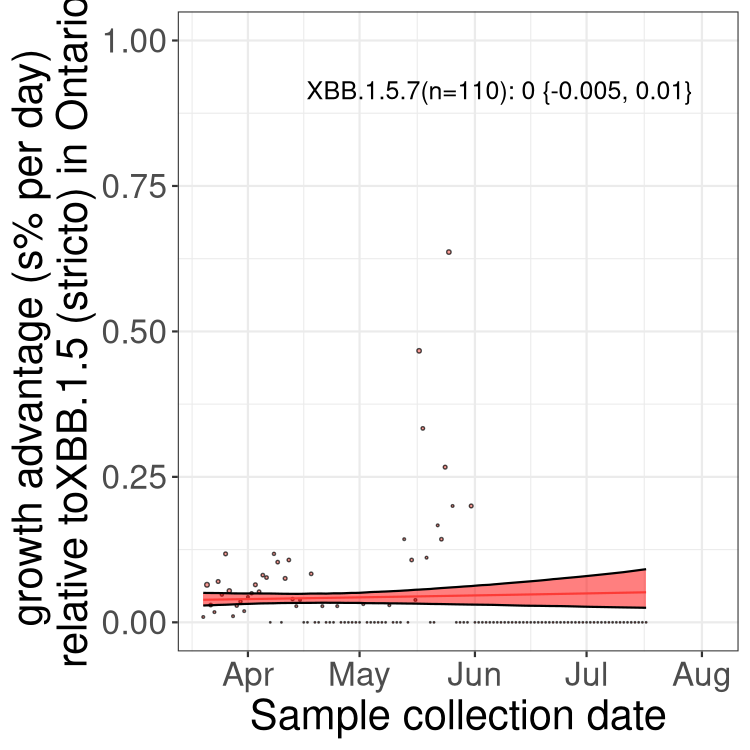 growth advantage (s% per day)
relative toXBB.1.5 (stricto) in Ontario
1.00
0.75
0.50
0.25
0.00
XBB.1.5.7(n=110): 0 {-0.005, 0.01}
Apr May Jun Jul Aug
Sample collection date